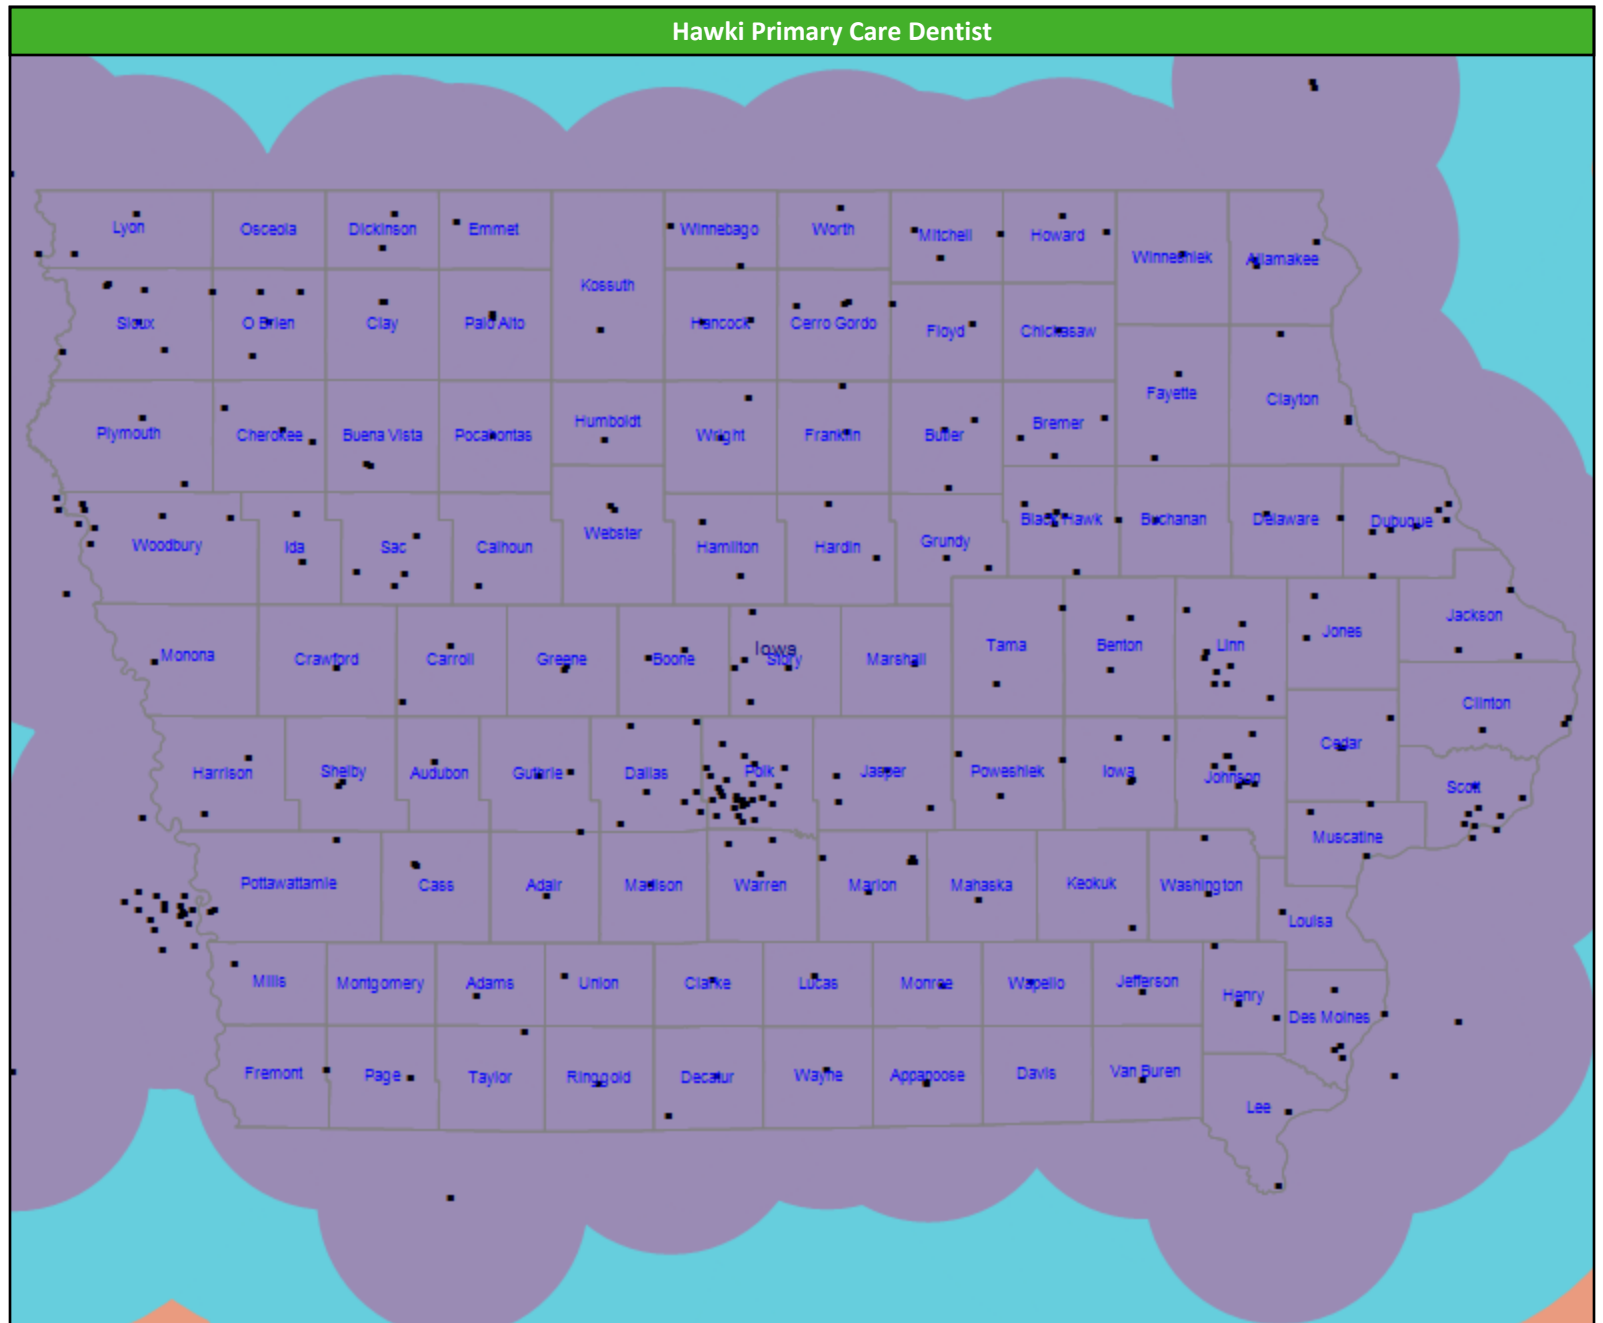 Hawki Primary Care Dentist
Lyon
Osceola
Dickinson
Emmet
Winnebago
Worth
Mitchell
Howard
Winneshiek
Allamakee
Kossuth
Sioux
O Brien
Clay
Palo Alto
Hancock
Cerro Gordo
Floyd
Chickasaw
Fayette
Clayton
Plymouth
Cherokee
Buena Vista
Pocahontas
Humboldt
Wright
Franklin
Butler
Bremer
Woodbury
Ida
Sac
Calhoun
Webster
Hamilton
Hardin
Grundy
Black Hawk
Buchanan
Delaware
Dubuque
Monona
Crawford
Carroll
Greene
Boone
Iowa
Story
Marshall
Tama
Benton
Linn
Jones
Jackson
Clinton
Harrison
Shelby
Audubon
Guthrie
Dallas
Polk
Jasper
Poweshiek
Iowa
Johnson
Cedar
Scott
Muscatine
Pottawattamie
Cass
Adair
Madison
Warren
Marion
Mahaska
Keokuk
Washington
Louisa
Mills
Montgomery
Adams
Union
Clarke
Lucas
Monroe
Wapello
Jefferson
Henry
Des Moines
Fremont
Page
Taylor
Ringgold
Decatur
Wayne
Appanoose
Davis
Van Buren
Lee